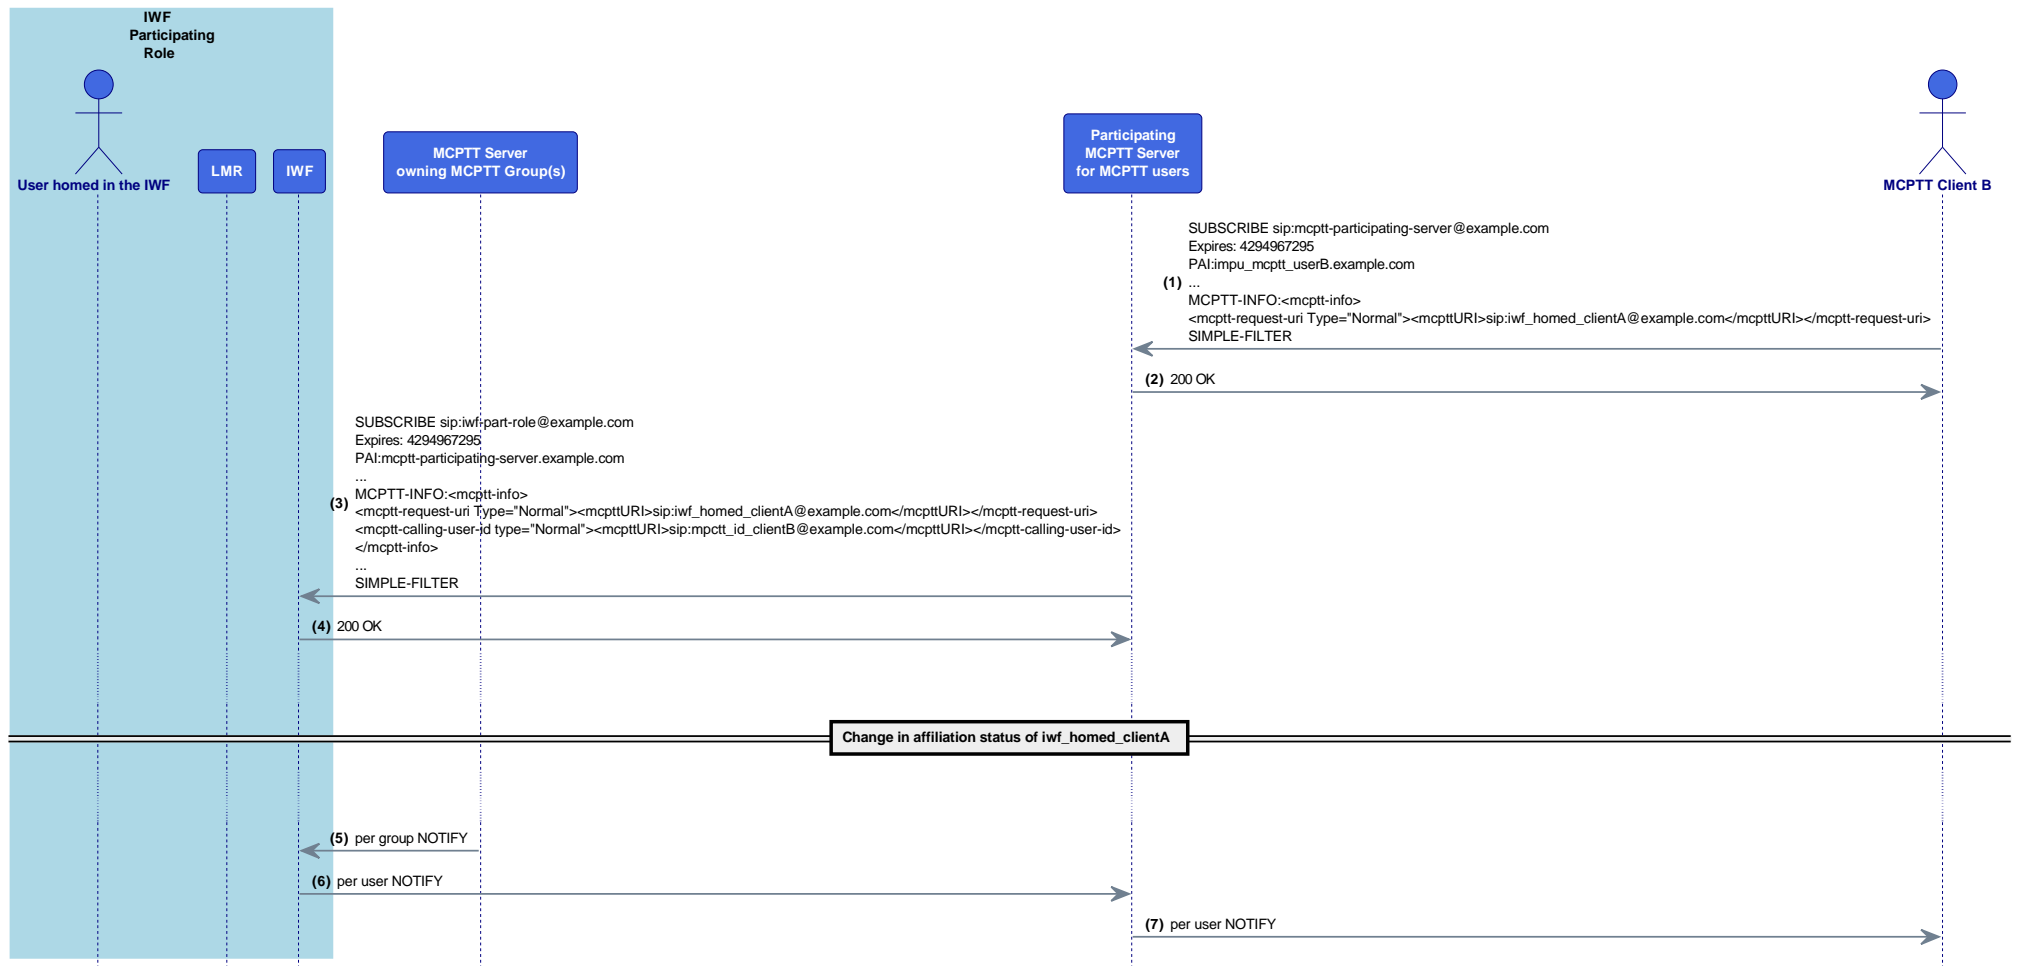 IWF
Participating
Role
User homed in the IWF
LMR
IWF
MCPTT Server
owning MCPTT Group(s)
Participating
MCPTT Server
for MCPTT users
MCPTT Client B
SUBSCRIBE sip:mcptt-participating-server@example.com
Expires: 4294967295
PAI:impu_mcptt_userB.example.com
(1) ...
MCPTT-INFO:<mcptt-info>
<mcptt-request-uri Type="Normal"><mcpttURI>sip:iwf_homed_clientA@example.com</mcpttURI></mcptt-request-uri>
SIMPLE-FILTER
(2) 200 OK
SUBSCRIBE sip:iwf-part-role@example.com
Expires: 4294967295
PAI:mcptt-participating-server.example.com
...
MCPTT-INFO:<mcptt-info>
(3)
<mcptt-request-uri Type="Normal"><mcpttURI>sip:iwf_homed_clientA@example.com</mcpttURI></mcptt-request-uri>
<mcptt-calling-user-id type="Normal"><mcpttURI>sip:mpctt_id_clientB@example.com</mcpttURI></mcptt-calling-user-id>
</mcptt-info>
...
SIMPLE-FILTER
(4) 200 OK
Change in affiliation status of iwf_homed_clientA
(5) per group NOTIFY
(6) per user NOTIFY
(7) per user NOTIFY